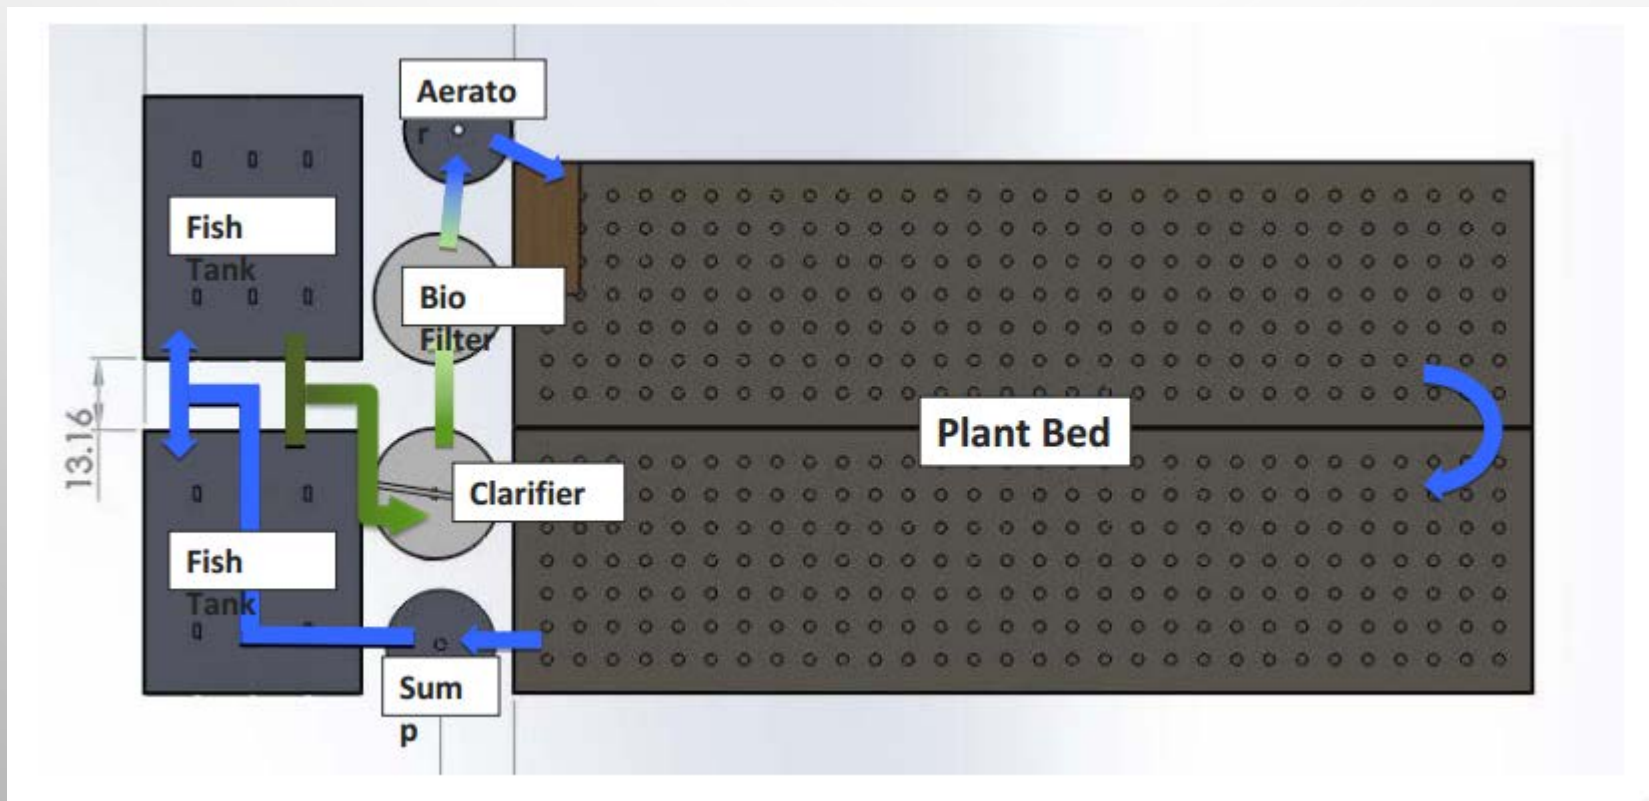 Aerato
r
Fish
Tank
Bio
Filter
Plant Bed
13.16
Clarifier
Fish
Tank
Sum
p